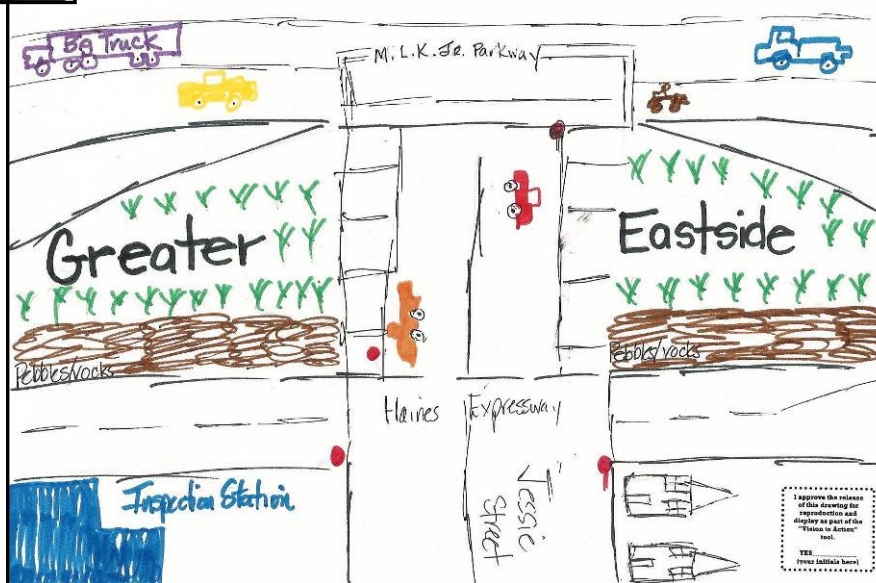 Big Truck
M.L.K. Jr. Parkway
Greater
Eastside
Pebbles/rocks
Pebbles/rocks
Haines Expressway
Inspection Station
Jessie
Street
I approve the release
of this drawing for
reproduction and
display as part of the
"Vision to Action"
tool.
YES________
(your initials here)